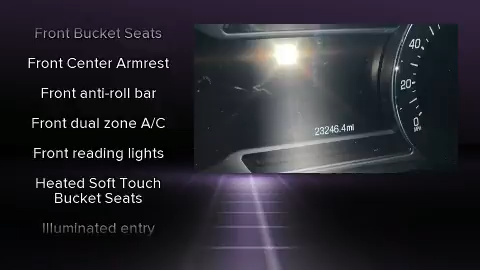 Front Bucket Seats
Front Center Armrest
Front anti-roll bar
Front dual zone A/C
Front reading lights
Heated Soft Touch
Bucket Seats
Illuminated entry
40
20
0
23246.4mi